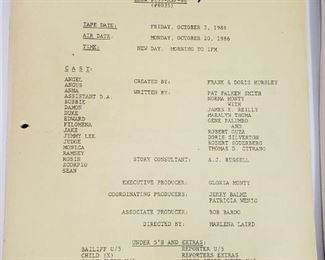 (#6035)
TAPE DATE: FRIDAY, OCTOBER 3, 1986
AIR DATE: MONDAY, OCTOBER 20, 1986
TIME: NEW DAY. MORNING TO 1PM
CAST:
ANGEL CREATED BY: FRANK & DORIS HURSLEY
ANGUS
ANNA WRITTEN BY: PAT FALKEN SMITH
ASSISTANT D.A. NORMA MONTY
BOBBIE WITH
DAMON JAMES E. REILLY
DUKE MARALYN THOMA
EDWARD GENE PALUMBO
FILOMENA AND
JAKE ROBERT GUZA
JIMMY LEE DORIE SILVERTON
JUDGE ROBERT SODERBERG
MONICA THOMAS D. CITRANO
RAMSEY
ROBIN STORY CONSULTANT: A.J. RUSSELL
SCORPIO
SEAN
EXECUTIVE PRODUCER: GLORIA MONTY
COORDINATING PRODUCERS: JERRY BALME
PATRICIA WENIG
ASSOCIATE PRODUCER: BOB BARDO
DIRECTED BY: MARLENA LAIRD
UNDER 5'S AND EXTRAS:
BAILIFF U/5 REPORTER U/5
CHILD (X) REPORTERS EXTRAS